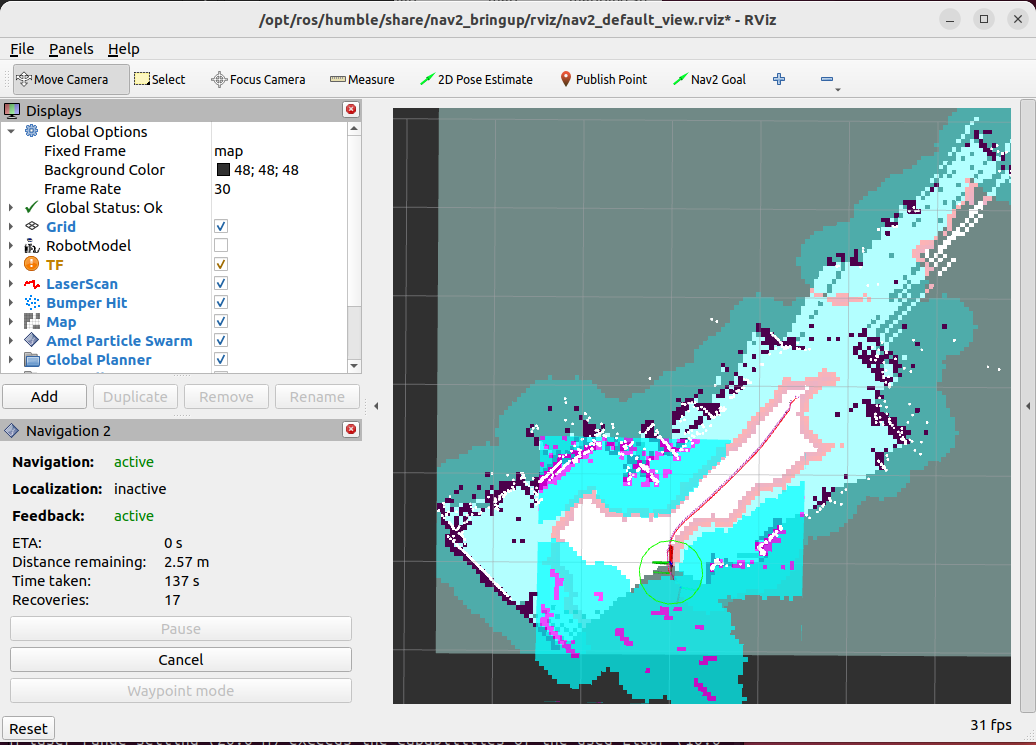 /opt/ros/humble/share/nav2_bringup/rviz/nav2_default_view.rviz* - RViz
File Panels Help
Move Camera Select Focus Camera Measure 2D Pose Estimate Publish Point Nav2 Goal
Displays
Global Options
Fixed Frame map
Background Color 48; 48; 48
Frame Rate 30
Global Status: Ok
Grid
RobotModel
TF
LaserScan
Bumper Hit
Map
Amcl Particle Swarm
Global Planner
Add Duplicate Remove Rename
Navigation 2
Navigation: active
Localization: inactive
Feedback: active
ETA: 0 s
Distance remaining: 2.57 m
Time taken: 137 s
Recoveries: 17
Pause
Cancel
Waypoint mode
Reset 31 fps